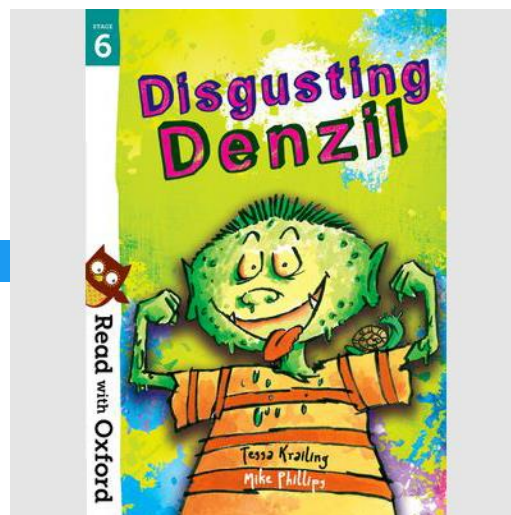 STAGE
6
Disgusting
Denzil
Read with Oxford
Tessa Krailing
Mike Phillips